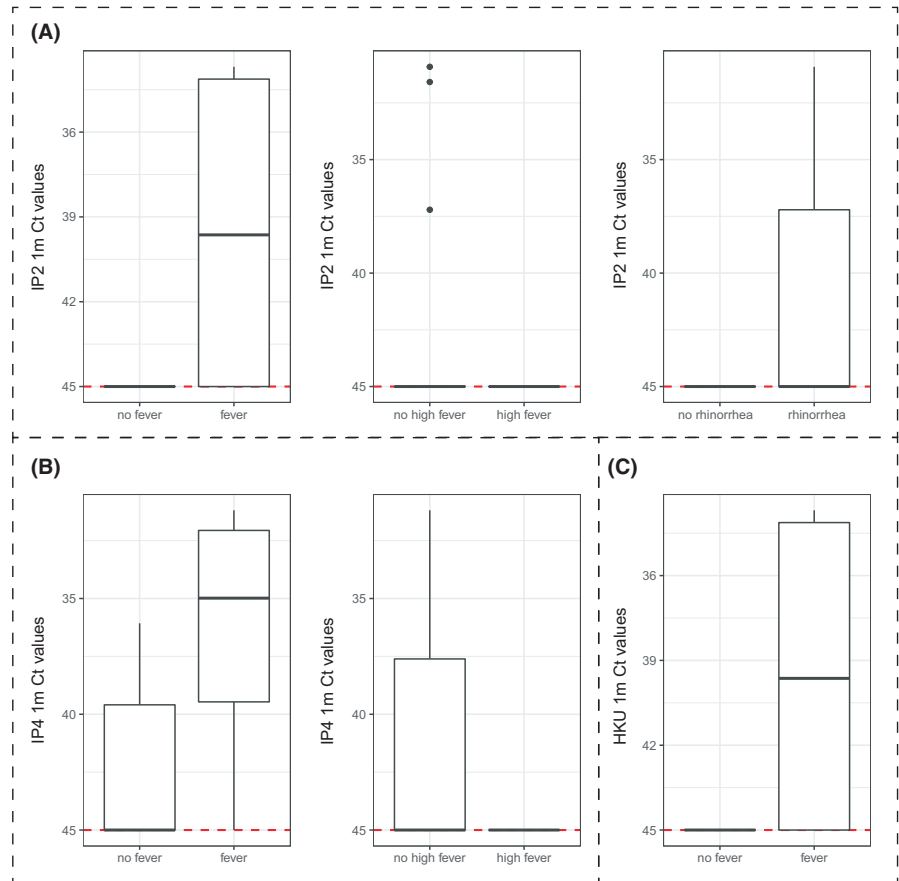 (A)
IP2 1m Ct values
36
39
42
45
no fever fever
IP2 1m Ct values
35
40
45
no high fever high fever
IP2 1m Ct values
35
40
45
no rhinorrhea rhinorrhea
(B)
IP4 1m Ct values
35
40
45
no fever fever
IP4 1m Ct values
35
40
45
no high fever high fever
(C)
HKU 1m Ct values
36
39
42
45
no fever fever